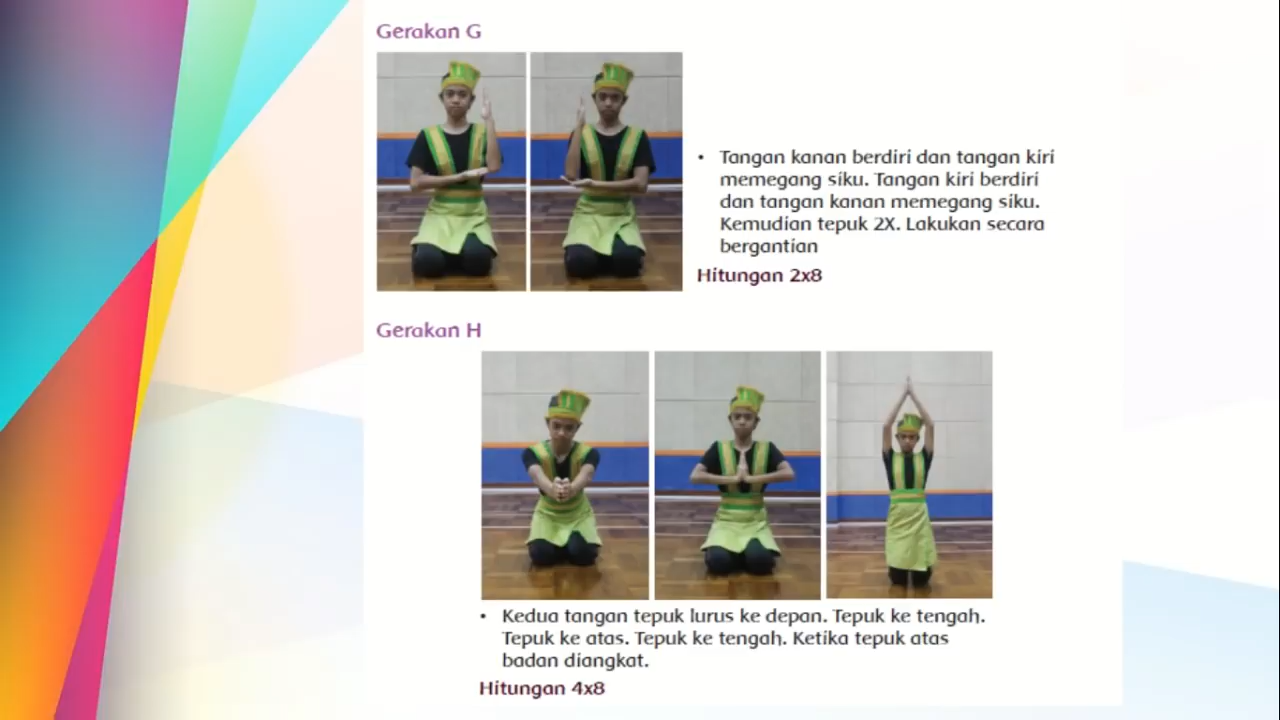 Gerakan G
• Tangan kanan berdiri dan tangan kiri
memegang siku. Tangan kiri berdiri
dan tangan kanan memegang siku.
Kemudian tepuk 2X. Lakukan secara
bergantian
Hitungan 2x8
Gerakan H
• Kedua tangan tepuk lurus ke depan. Tepuk ke tengah.
Tepuk ke atas. Tepuk ke tengah. Ketika tepuk atas
badan diangkat.
Hitungan 4x8